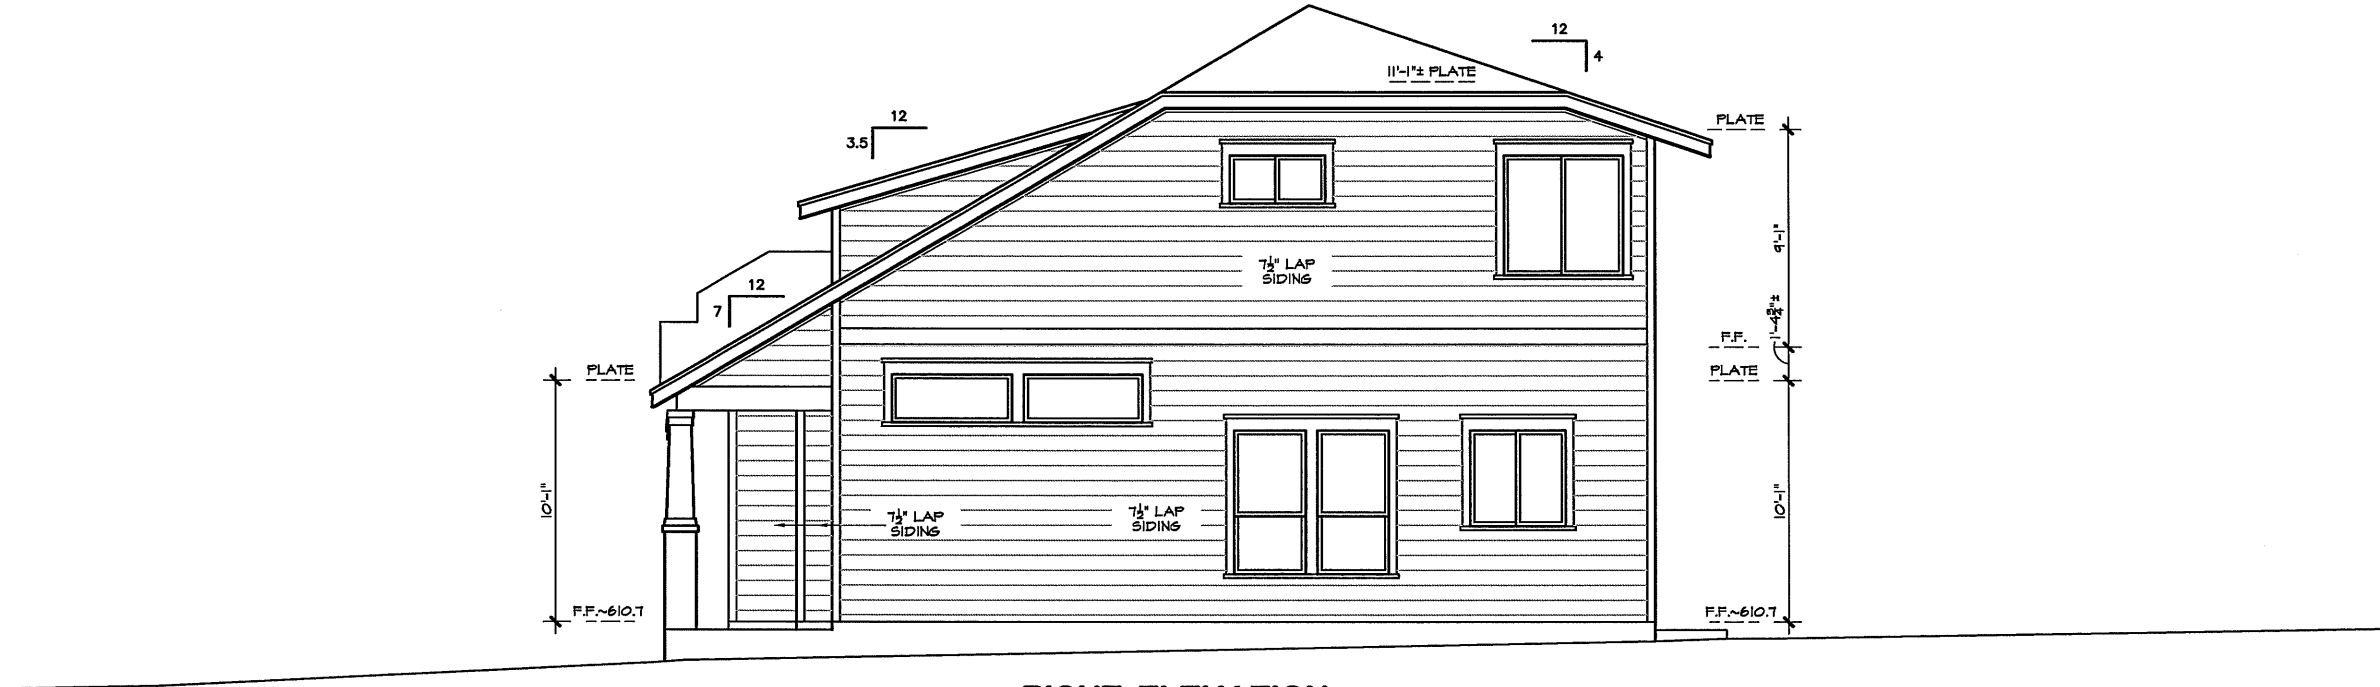 12
4
11'-1"± PLATE
12
3.5
PLATE
9'-1"
7½" LAP
SIDING
12
7
1'-4¾"±
F.F.
PLATE
PLATE
10'-1"
10'-1"
7½" LAP
SIDING
7½" LAP
SIDING
F.F.~610.7
F.F.~610.7